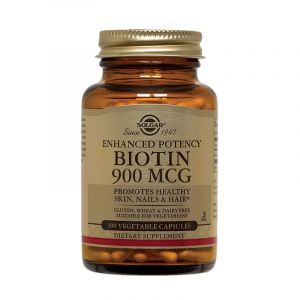 SOLGAR®
Since 1947
ENHANCED POTENCY
BIOTIN
900 MCG
PROMOTES HEALTHY
SKIN, NAILS & HAIR*
GLUTEN, WHEAT & DAIRY FREE
SUITABLE FOR VEGETARIANS
100 VEGETABLE CAPSULES
DIETARY SUPPLEMENT